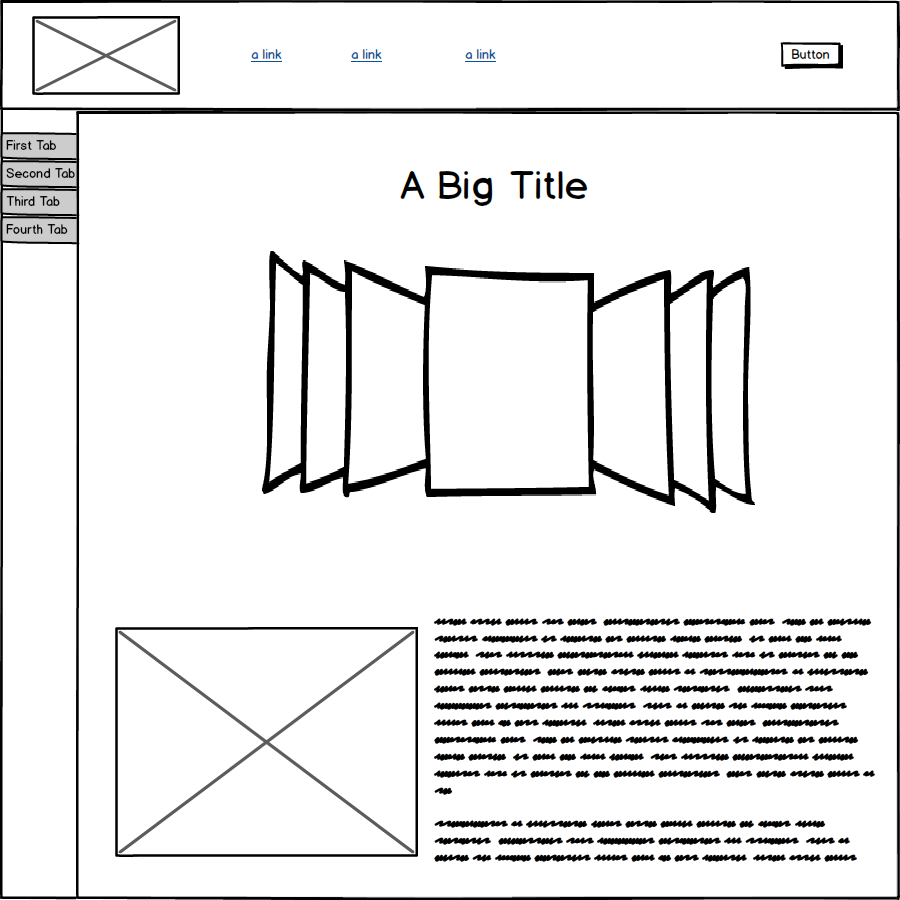 a link
a link
a link
Button
First Tab
Second Tab
Third Tab
Fourth Tab
A Big Title